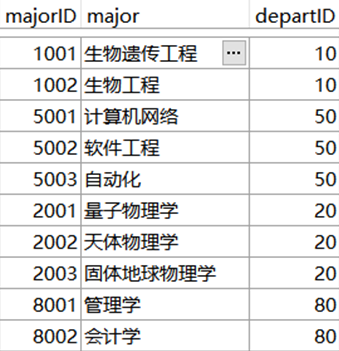 majorID major departID
1001 生物遗传工程 ... 10
1002 生物工程 10
5001 计算机网络 50
5002 软件工程 50
5003 自动化 50
2001 量子物理学 20
2002 天体物理学 20
2003 固体地球物理学 20
8001 管理学 80
8002 会计学 80